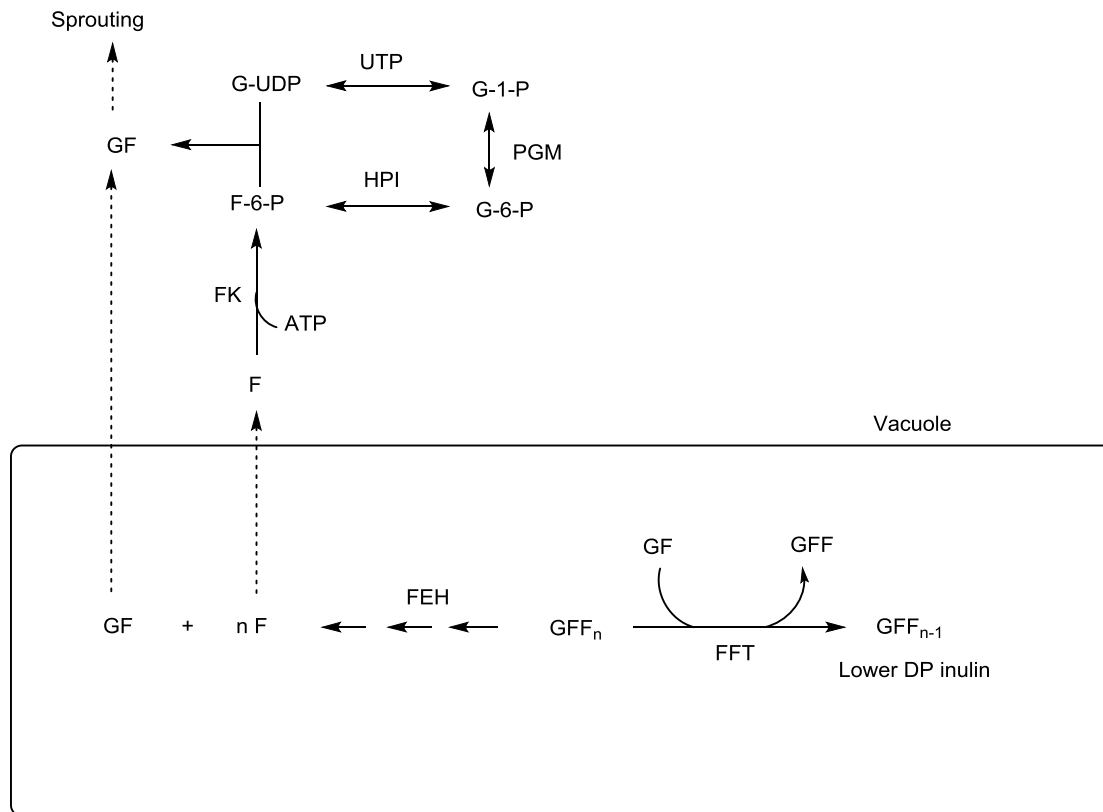 Sprouting
UTP
G-UDP
G-1-P
GF
PGM
HPI
F-6-P
G-6-P
FK
ATP
F
Vacuole
GF
GFF
FEH
GF + n F
GFFn
GFFn-1
FFT
Lower DP inulin